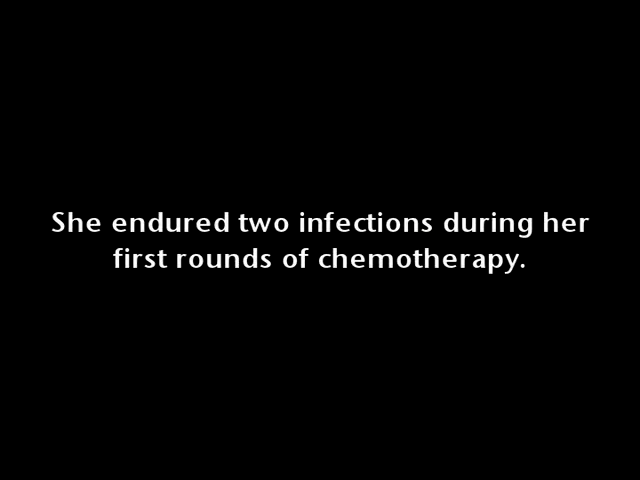 She endured two infections during her
first rounds of chemotherapy.